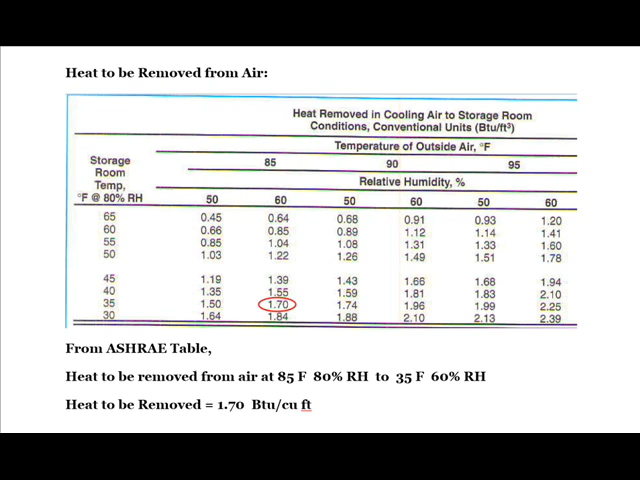 Heat to be Removed from Air:
Heat Removed in Cooling Air to Storage Room
Conditions, Conventional Units (Btu/ft³)
Temperature of Outside Air, °F
Storage
Room
Temp,
°F @ 80% RH
85 90 95
Relative Humidity, %
50 60 50 60 50 60
65 0.45 0.64 0.68 0.91 0.93 1.20
60 0.66 0.85 0.89 1.12 1.14 1.41
55 0.85 1.04 1.08 1.31 1.33 1.60
50 1.03 1.22 1.26 1.49 1.51 1.78
45 1.19 1.39 1.43 1.66 1.68 1.94
40 1.35 1.55 1.59 1.81 1.83 2.10
35 1.50 1.70 1.74 1.96 1.99 2.25
30 1.64 1.84 1.88 2.10 2.13 2.39
From ASHRAE Table,
Heat to be removed from air at 85 F 80% RH to 35 F 60% RH
Heat to be Removed = 1.70 Btu/cu ft